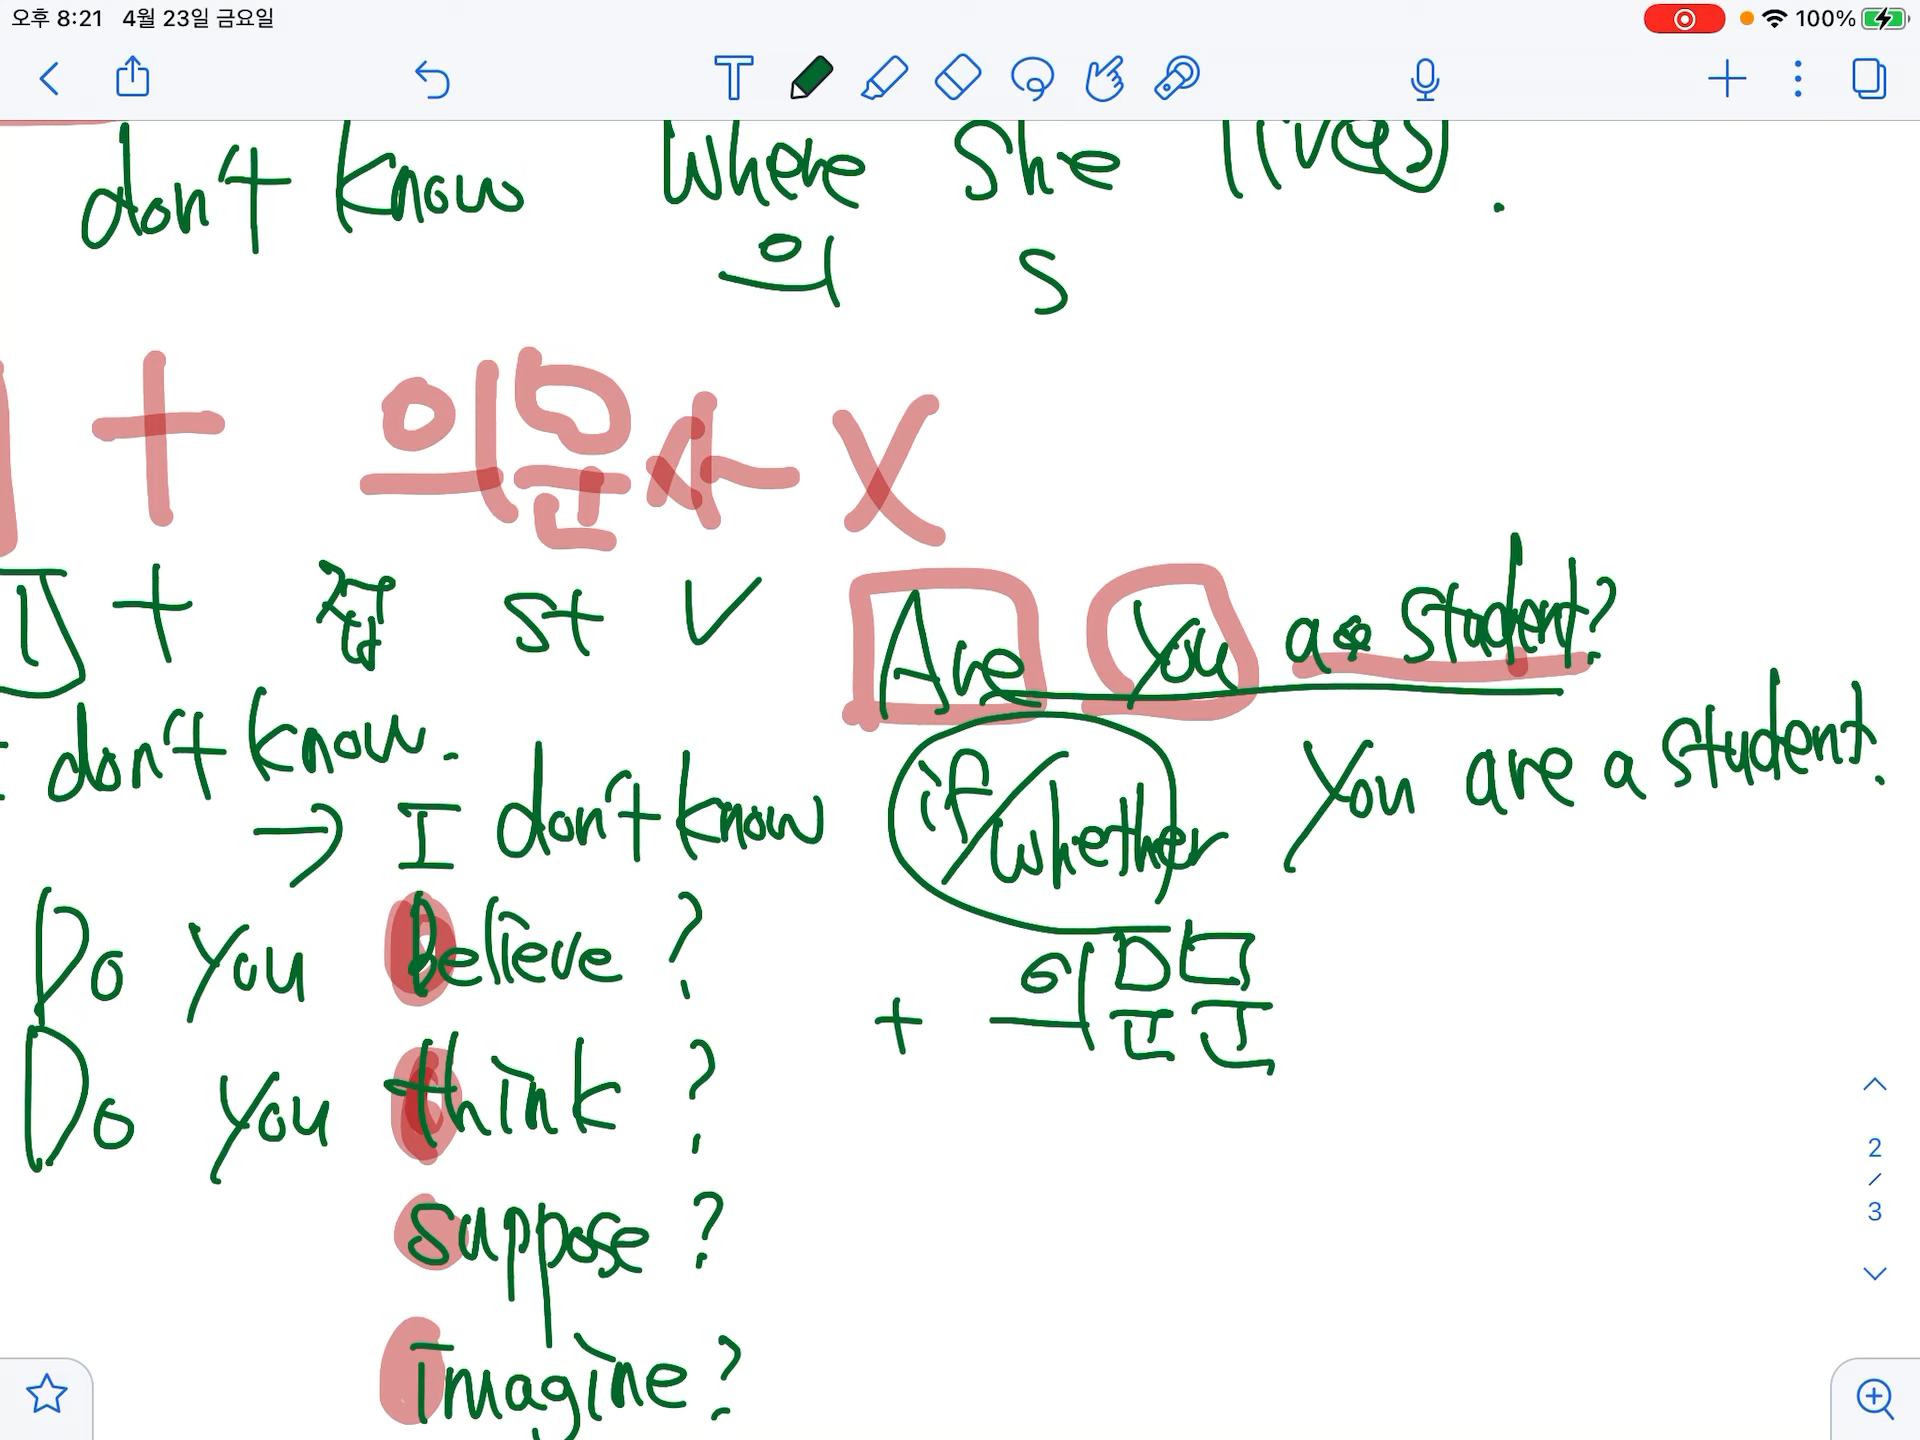 오후 8:21 4월 23일 금요일 100%
don't know where she lives.
의 S
+ 의문사 X
+ 접 st V Are you a student?
don't know.
→ I don't know if/whether you are a student.
Do you Believe ?
+ 의문문
Do you think ?
suppose ?
imagine ?
2
/
3